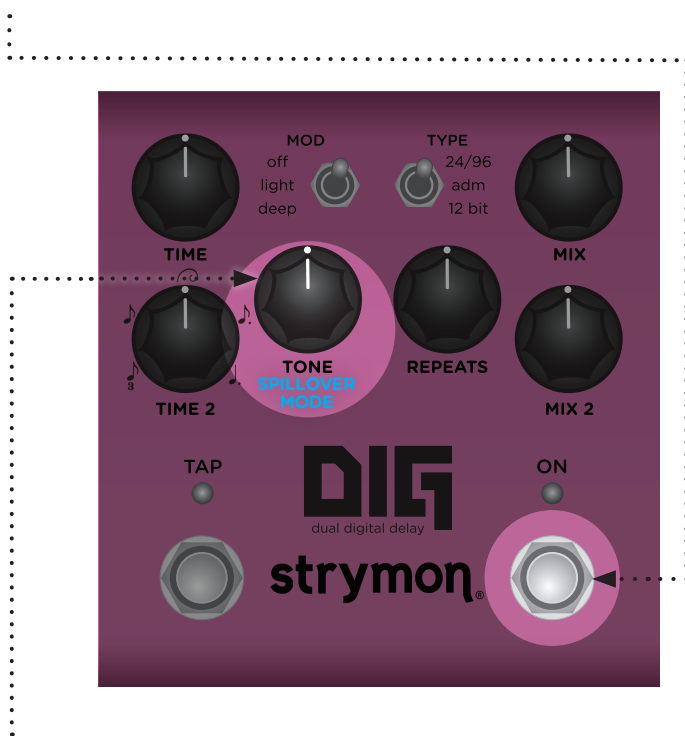 MOD
off
light
deep
TYPE
24/96
adm
12 bit
TIME
MIX
TONE
SPILLOVER
MODE
REPEATS
3
TIME 2
MIX 2
TAP
ON
DIG
dual digital delay
strymon®